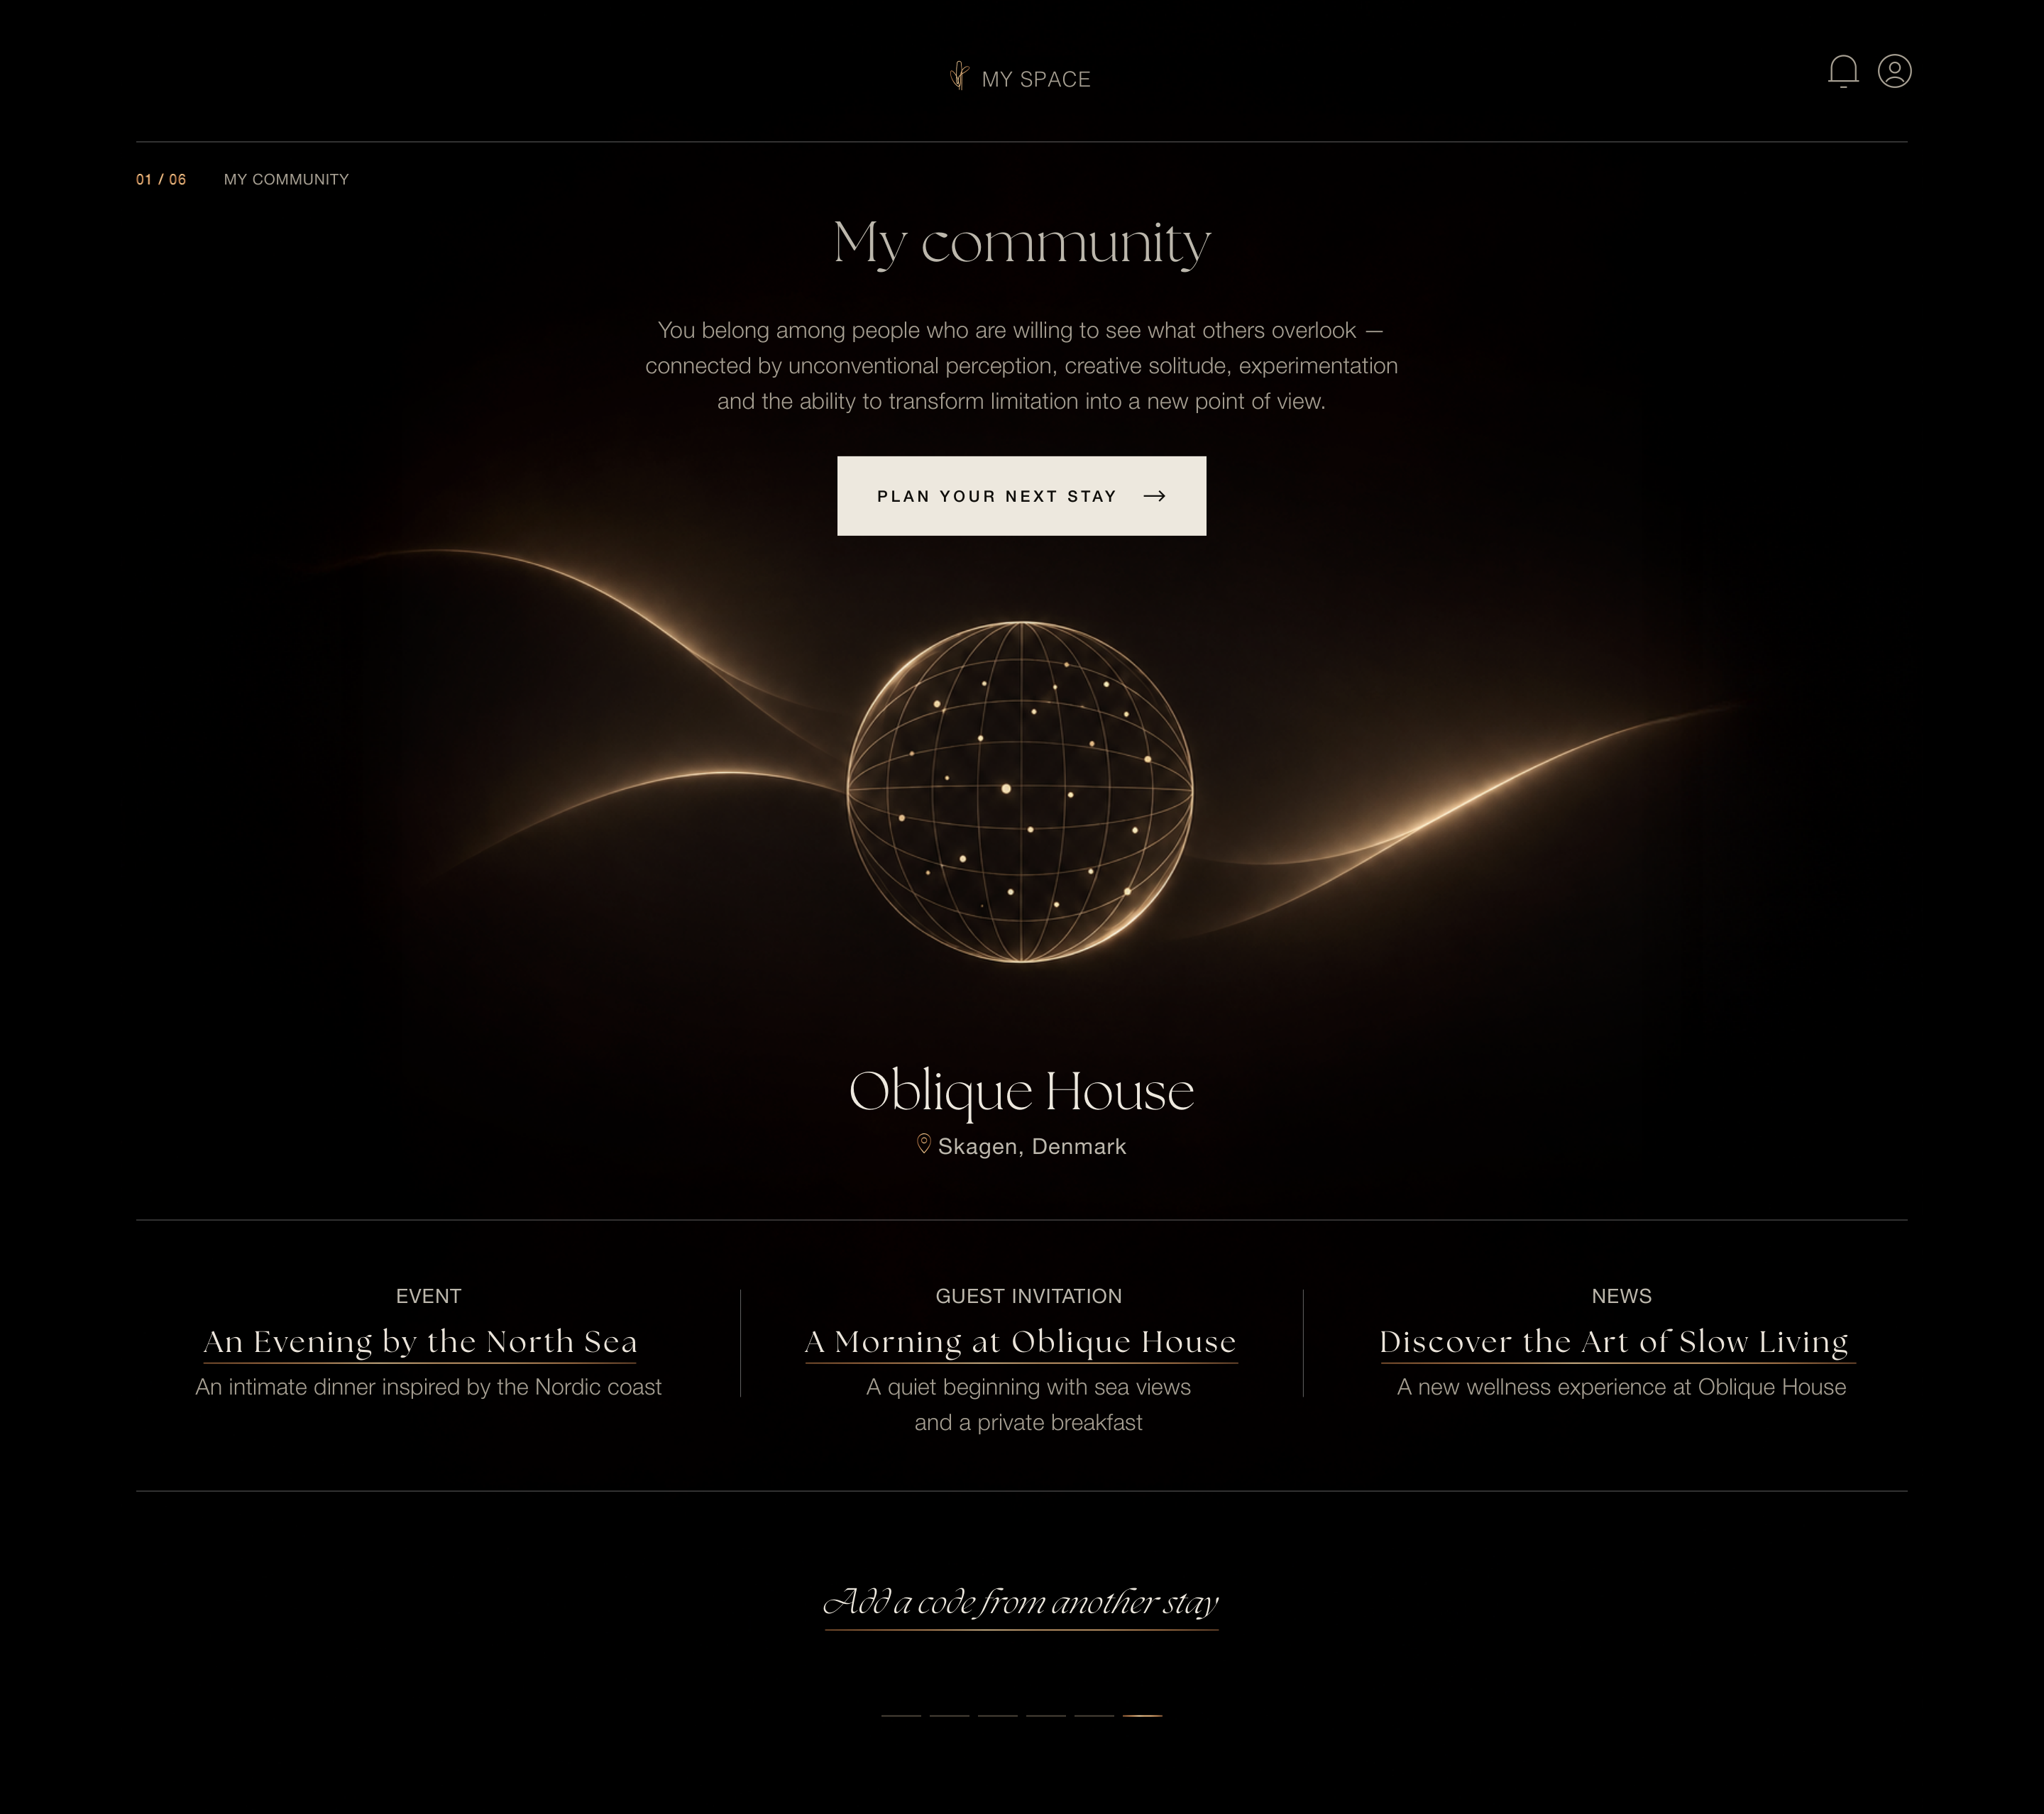 MY SPACE
01 / 06 MY COMMUNITY
My community
You belong among people who are willing to see what others overlook —
connected by unconventional perception, creative solitude, experimentation
and the ability to transform limitation into a new point of view.
PLAN YOUR NEXT STAY →
Oblique House
Skagen, Denmark
EVENT
An Evening by the North Sea
An intimate dinner inspired by the Nordic coast
GUEST INVITATION
A Morning at Oblique House
A quiet beginning with sea views
and a private breakfast
NEWS
Discover the Art of Slow Living
A new wellness experience at Oblique House
Add a code from another stay